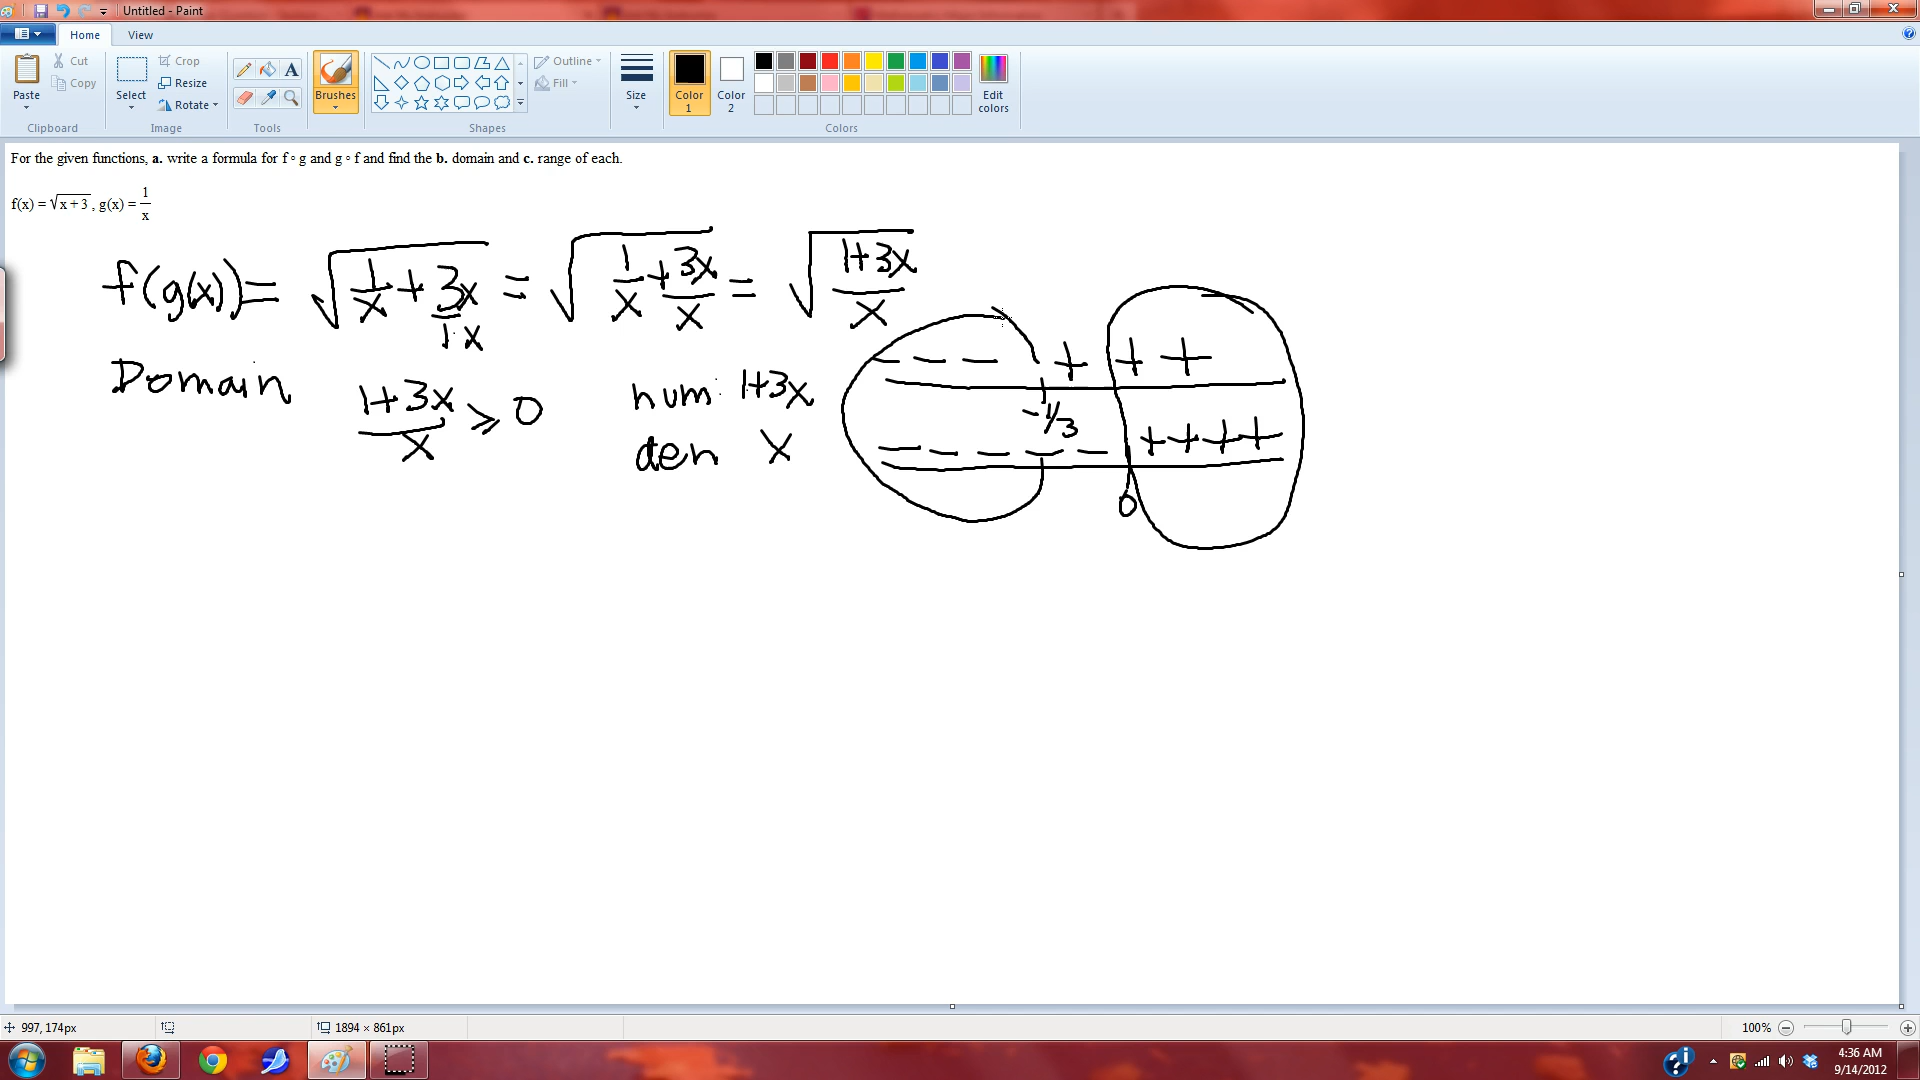 Untitled - Paint
Home View
Paste Cut Copy Clipboard
Select Crop Resize Rotate Image
Tools
Brushes
Shapes
Outline Fill
Size
Color 1
Color 2
Colors
Edit colors
For the given functions, a. write a formula for f ∘ g and g ∘ f and find the b. domain and c. range of each.
f(x) = √x + 3 , g(x) = 1/x
f(g(x)) = √(1/x + 3x/1·x) = √(1/x + 3x/x) = √((1+3x)/x)
Domain (1+3x)/x ≥ 0
num: 1+3x − − − + + +
-1/3
den x − − − − − + + + +
0
997, 174px
1894 × 861px
100%
4:36 AM
9/14/2012